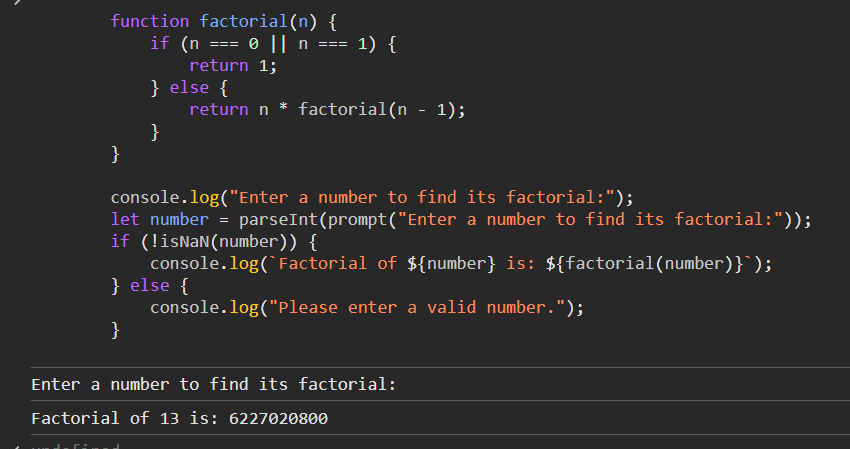 function factorial(n) {
    if (n === 0 || n === 1) {
        return 1;
    } else {
        return n * factorial(n - 1);
    }
}

console.log("Enter a number to find its factorial:");
let number = parseInt(prompt("Enter a number to find its factorial:"));
if (!isNaN(number)) {
    console.log(`Factorial of ${number} is: ${factorial(number)}`);
} else {
    console.log("Please enter a valid number.");
}
Enter a number to find its factorial:
Factorial of 13 is: 6227020800
undefined